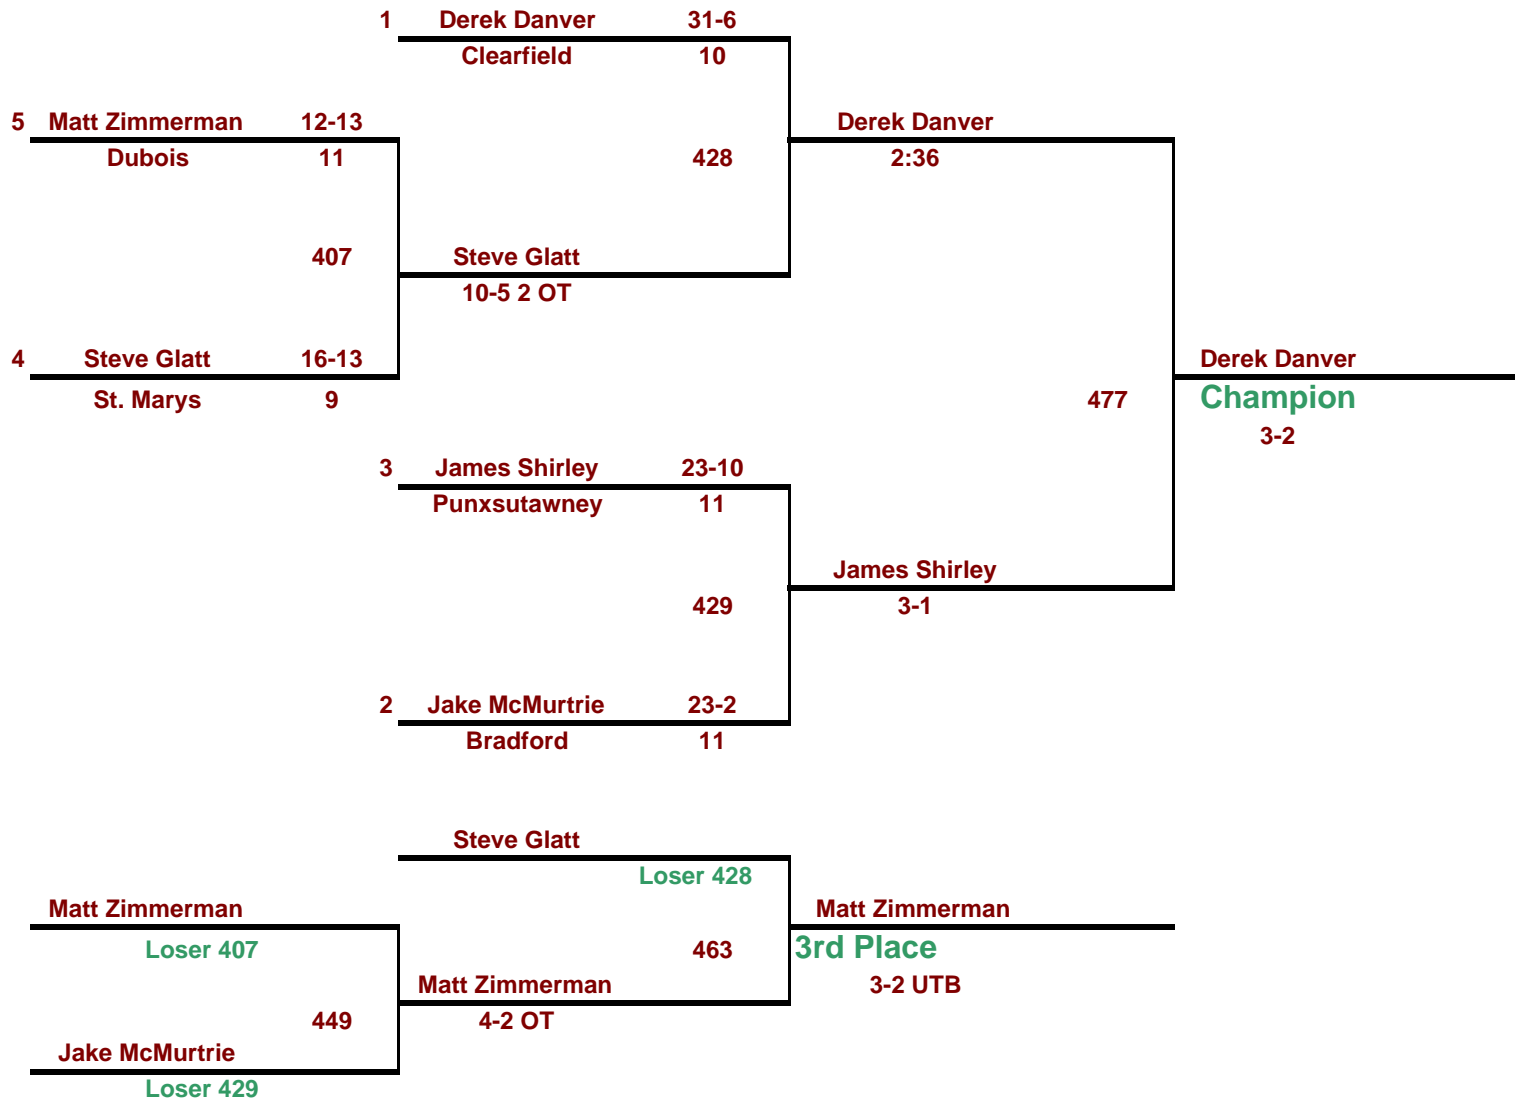 1 Derek Danver 31-6
Clearfield 10
5 Matt Zimmerman 12-13 Derek Danver
Dubois 11 428 2:36
407 Steve Glatt
10-5 2 OT
4 Steve Glatt 16-13 Derek Danver
St. Marys 9 477 Champion
3-2
3 James Shirley 23-10
Punxsutawney 11
James Shirley
429 3-1
2 Jake McMurtrie 23-2
Bradford 11
Steve Glatt
Loser 428
Matt Zimmerman Matt Zimmerman
Loser 407 463 3rd Place
Matt Zimmerman 3-2 UTB
449 4-2 OT
Jake McMurtrie
Loser 429